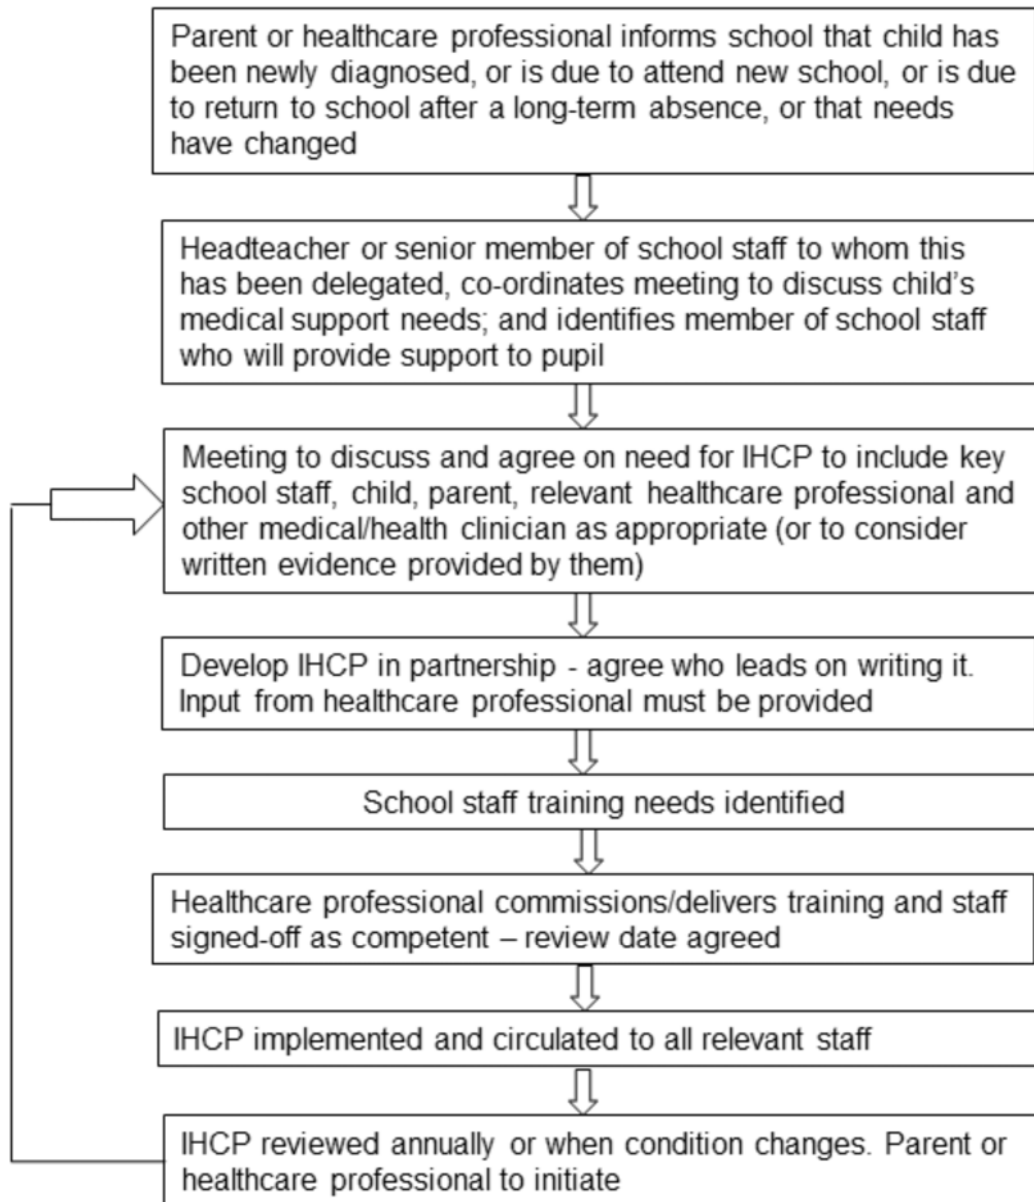 Parent or healthcare professional informs school that child has
been newly diagnosed, or is due to attend new school, or is due
to return to school after a long-term absence, or that needs
have changed
Headteacher or senior member of school staff to whom this
has been delegated, co-ordinates meeting to discuss child's
medical support needs; and identifies member of school staff
who will provide support to pupil
Meeting to discuss and agree on need for IHCP to include key
school staff, child, parent, relevant healthcare professional and
other medical/health clinician as appropriate (or to consider
written evidence provided by them)
Develop IHCP in partnership - agree who leads on writing it.
Input from healthcare professional must be provided
School staff training needs identified
Healthcare professional commissions/delivers training and staff
signed-off as competent – review date agreed
IHCP implemented and circulated to all relevant staff
IHCP reviewed annually or when condition changes. Parent or
healthcare professional to initiate